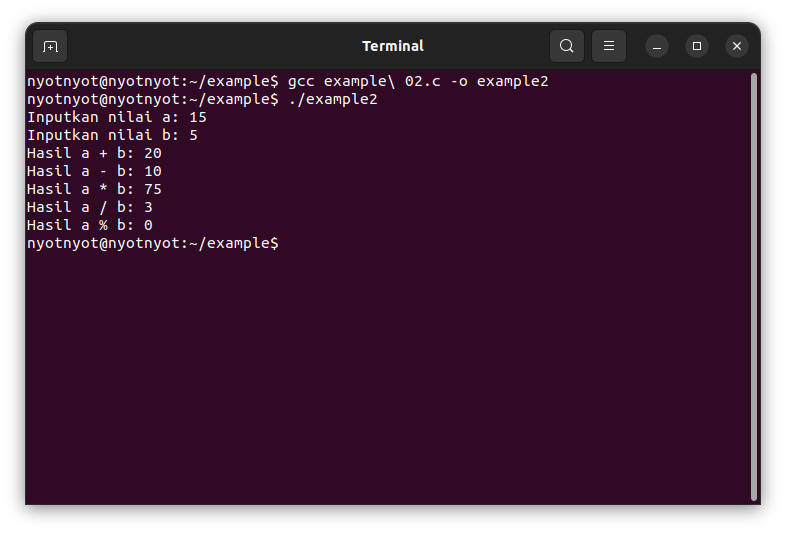 Terminal
nyotnyot@nyotnyot:~/example$ gcc example\ 02.c -o example2
nyotnyot@nyotnyot:~/example$ ./example2
Inputkan nilai a: 15
Inputkan nilai b: 5
Hasil a + b: 20
Hasil a - b: 10
Hasil a * b: 75
Hasil a / b: 3
Hasil a % b: 0
nyotnyot@nyotnyot:~/example$